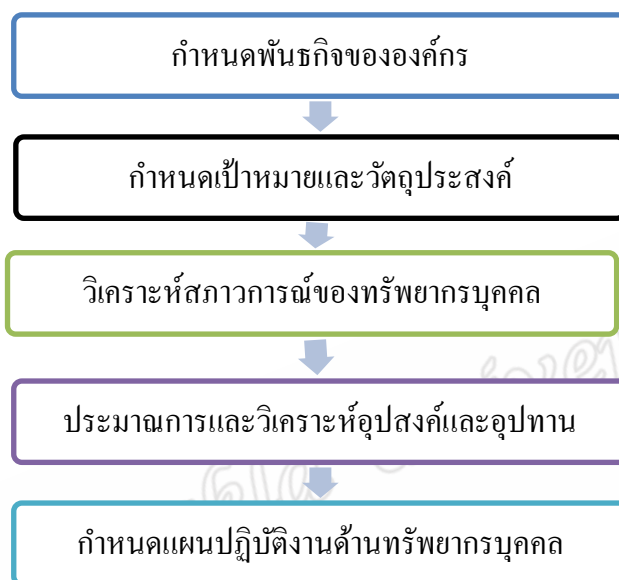 กำหนดพันธกิจขององค์กร
กำหนดเป้าหมายและวัตถุประสงค์
วิเคราะห์สภาวการณ์ของทรัพยากรบุคคล
ประมาณการและวิเคราะห์อุปสงค์และอุปทาน
กำหนดแผนปฏิบัติงานด้านทรัพยากรบุคคล